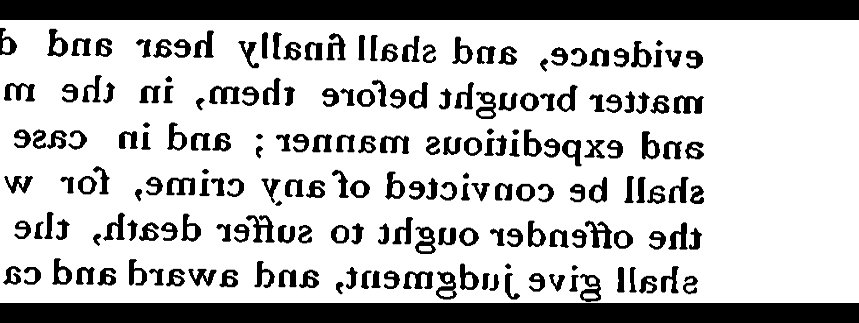 evidence, and shall finally hear and d
matter brought before them, in the m
and expeditious manner ; and in case
shall be convicted of any crime, for w
the offender ought to suffer death, the
shall give judgment, and award and ca